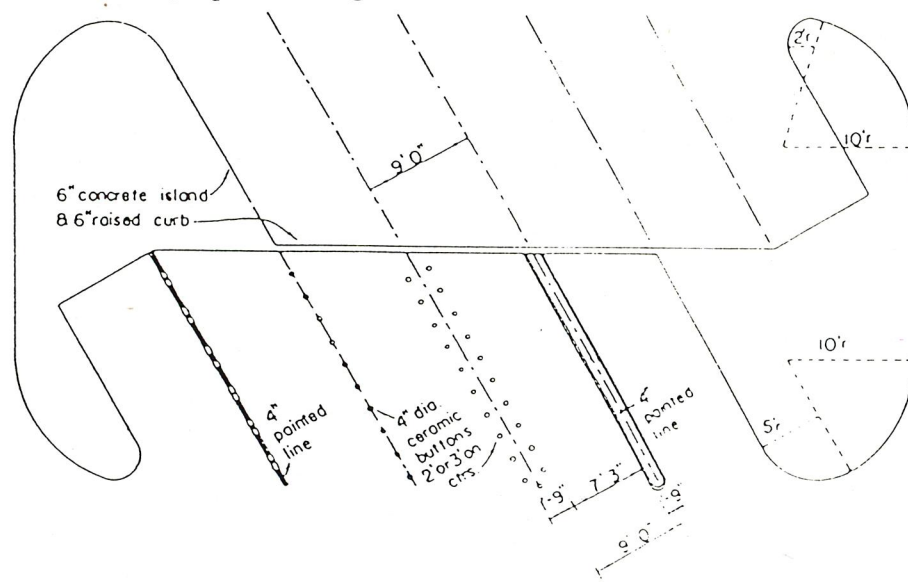 2'r
10'r
9'0"
6" concrete island
& 6" raised curb
10'r
4"
painted
line
4" dia.
ceramic
buttons
2' or 3' on
ctrs.
4"
painted
line
5'r
1'-9"
7'3"
1'-9"
9'0"